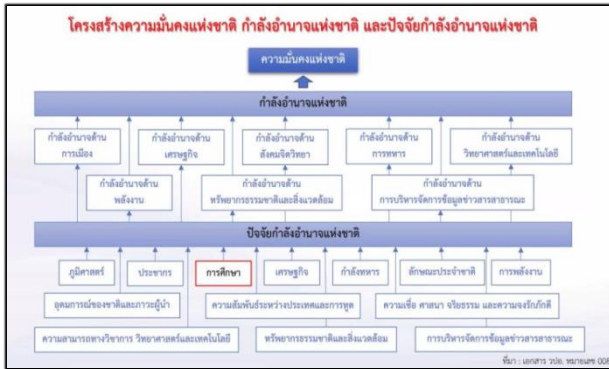 โครงสร้างความมั่นคงแห่งชาติ กำลังอำนาจแห่งชาติ และปัจจัยกำลังอำนาจแห่งชาติ
ความมั่นคงแห่งชาติ
กำลังอำนาจแห่งชาติ
กำลังอำนาจด้าน
การเมือง
กำลังอำนาจด้าน
เศรษฐกิจ
กำลังอำนาจด้าน
สังคมจิตวิทยา
กำลังอำนาจด้าน
การทหาร
กำลังอำนาจด้าน
วิทยาศาสตร์และเทคโนโลยี
กำลังอำนาจด้าน
พลังงาน
กำลังอำนาจด้าน
ทรัพยากรธรรมชาติและสิ่งแวดล้อม
กำลังอำนาจด้าน
การบริหารจัดการข้อมูลข่าวสารสาธารณะ
ปัจจัยกำลังอำนาจแห่งชาติ
ภูมิศาสตร์
ประชากร
การศึกษา
เศรษฐกิจ
กำลังทหาร
ลักษณะประจำชาติ
การพลังงาน
อุดมการณ์ของชาติและภาวะผู้นำ
ความสัมพันธ์ระหว่างประเทศและการทูต
ความเชื่อ ศาสนา จริยธรรม และความจงรักภักดี
ความสามารถทางวิชาการ วิทยาศาสตร์และเทคโนโลยี
ทรัพยากรธรรมชาติและสิ่งแวดล้อม
การบริหารจัดการข้อมูลข่าวสารสาธารณะ
ที่มา : เอกสาร วปอ. หมายเลข 008